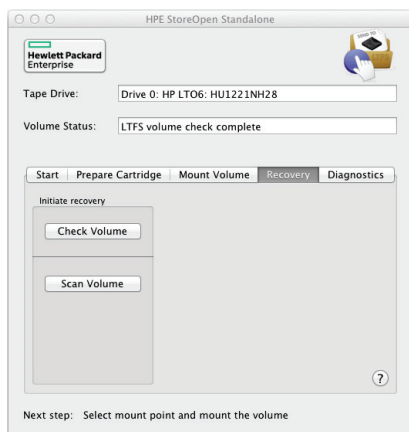 HPE StoreOpen Standalone
Hewlett Packard
Enterprise
Tape Drive: Drive 0: HP LTO6: HU1221NH28
Volume Status: LTFS volume check complete
Start Prepare Cartridge Mount Volume Recovery Diagnostics
Initiate recovery
Check Volume
Scan Volume
?
Next step: Select mount point and mount the volume